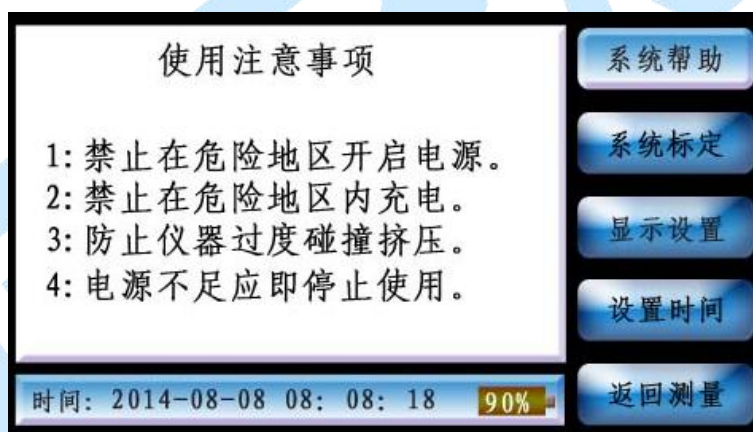 使用注意事项
1:禁止在危险地区开启电源。
2:禁止在危险地区内充电。
3:防止仪器过度碰撞挤压。
4:电源不足应即停止使用。
时间: 2014-08-08 08: 08: 18 90%
系统帮助
系统标定
显示设置
设置时间
返回测量